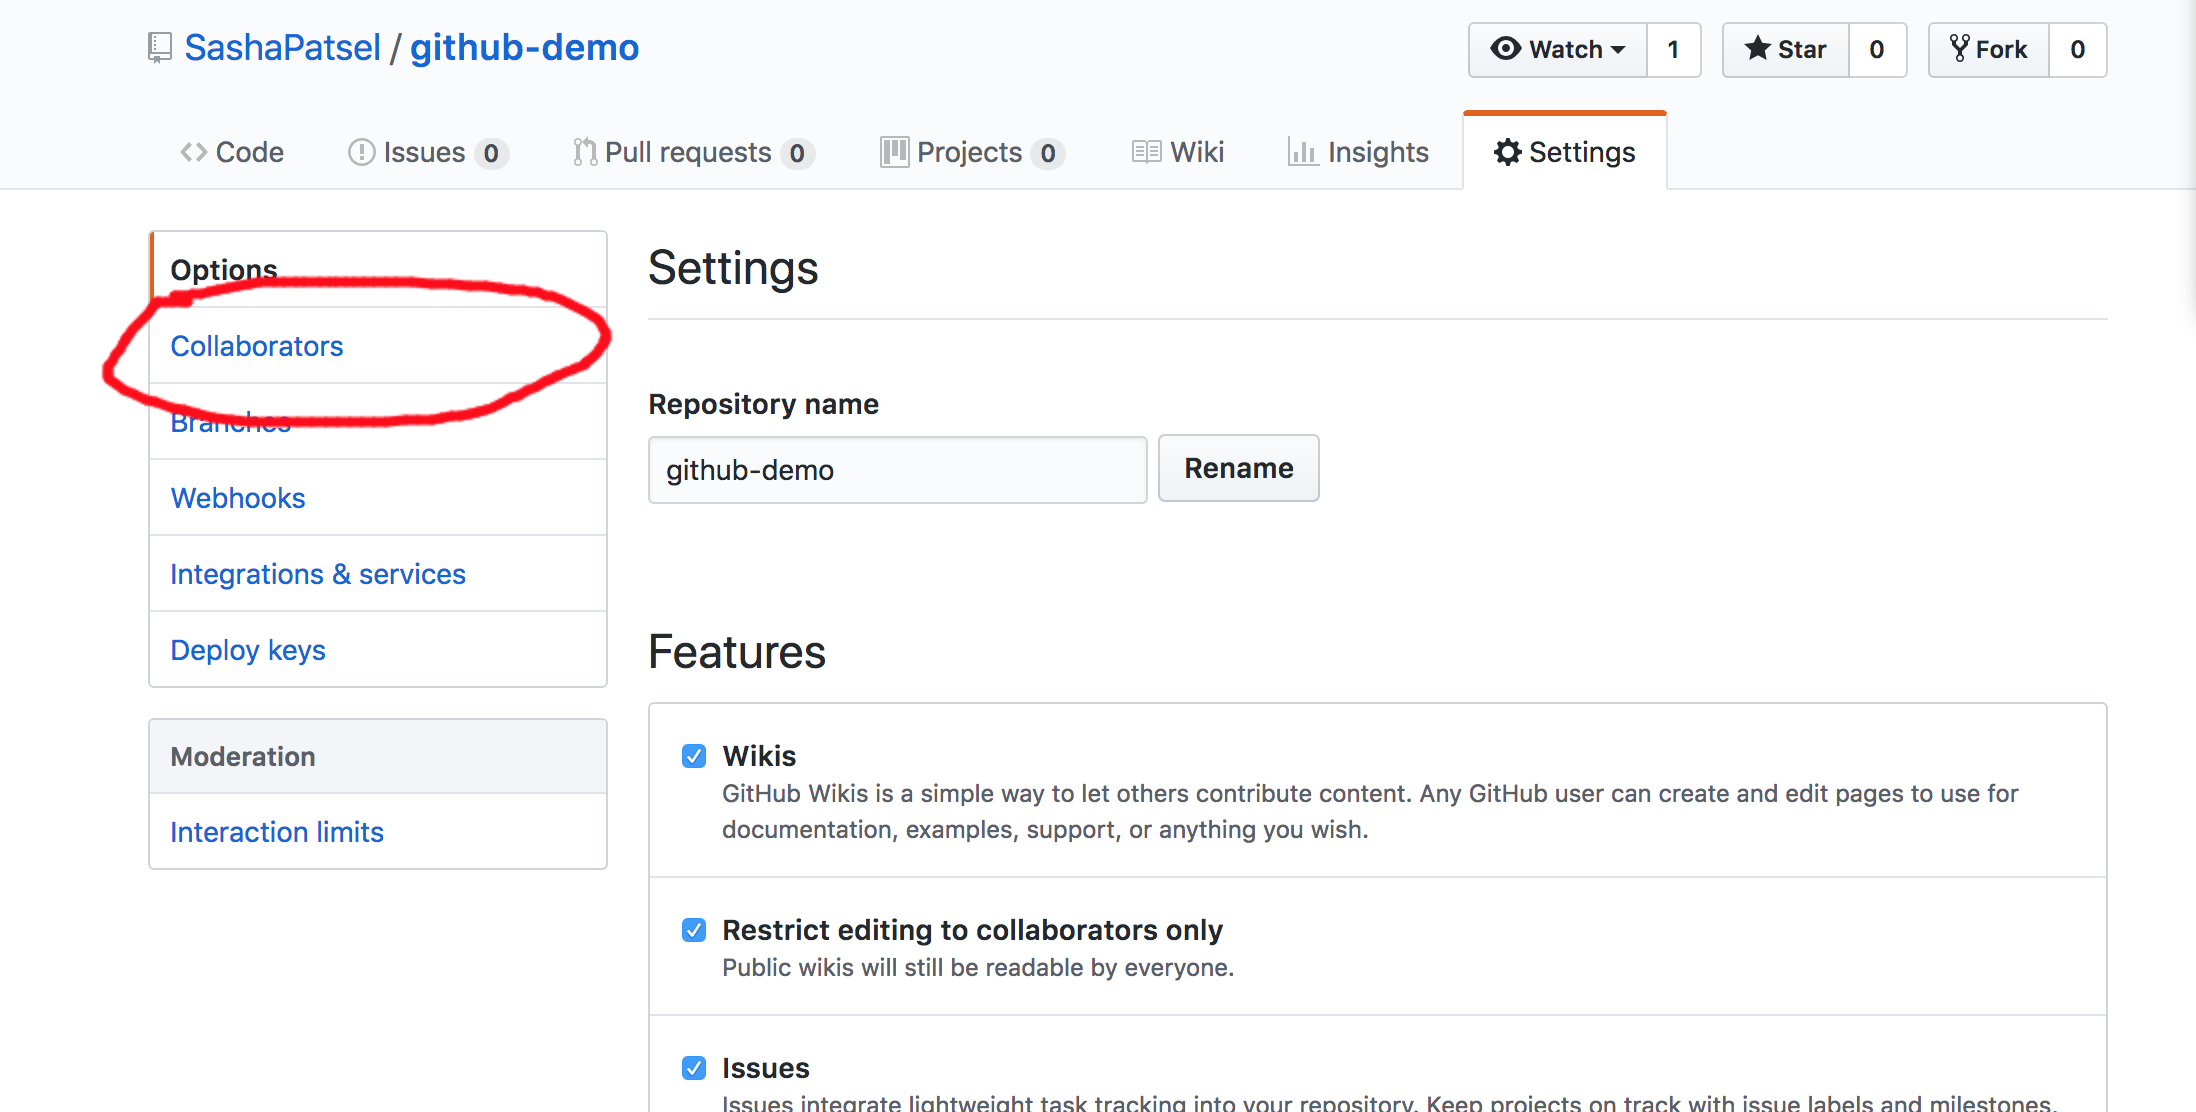 SashaPatsel / github-demo
Watch 1 Star 0 Fork 0
Code Issues 0 Pull requests 0 Projects 0 Wiki Insights Settings
Options
Collaborators
Branches
Webhooks
Integrations & services
Deploy keys
Moderation
Interaction limits
Settings
Repository name
github-demo Rename
Features
Wikis
GitHub Wikis is a simple way to let others contribute content. Any GitHub user can create and edit pages to use for
documentation, examples, support, or anything you wish.
Restrict editing to collaborators only
Public wikis will still be readable by everyone.
Issues
Issues integrate lightweight task tracking into your repository. Keep projects on track with issue labels and milestones,